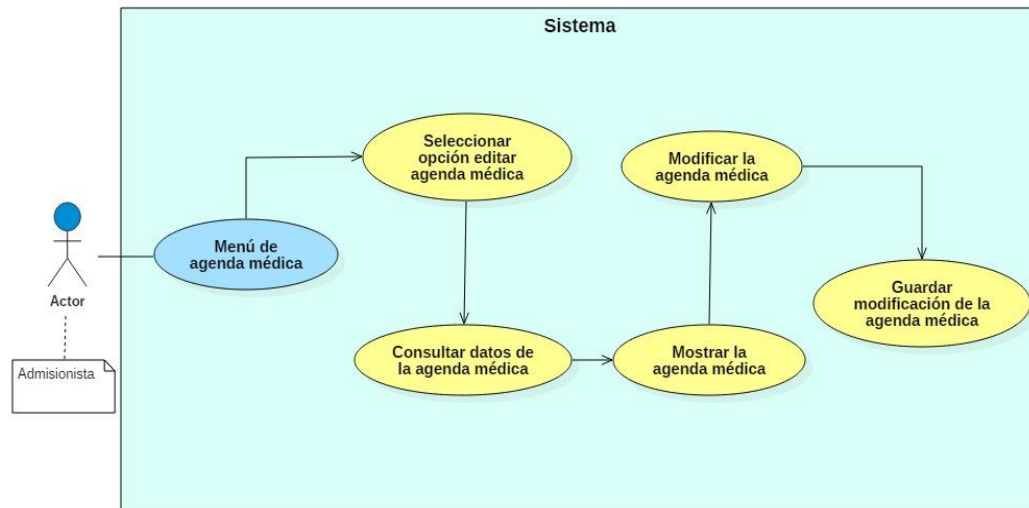 Sistema
Seleccionar
opción editar
agenda médica
Modificar la
agenda médica
Menú de
agenda médica
Actor
Guardar
modificación de la
agenda médica
Consultar datos de
la agenda médica
Mostrar la
agenda médica
Admisionista